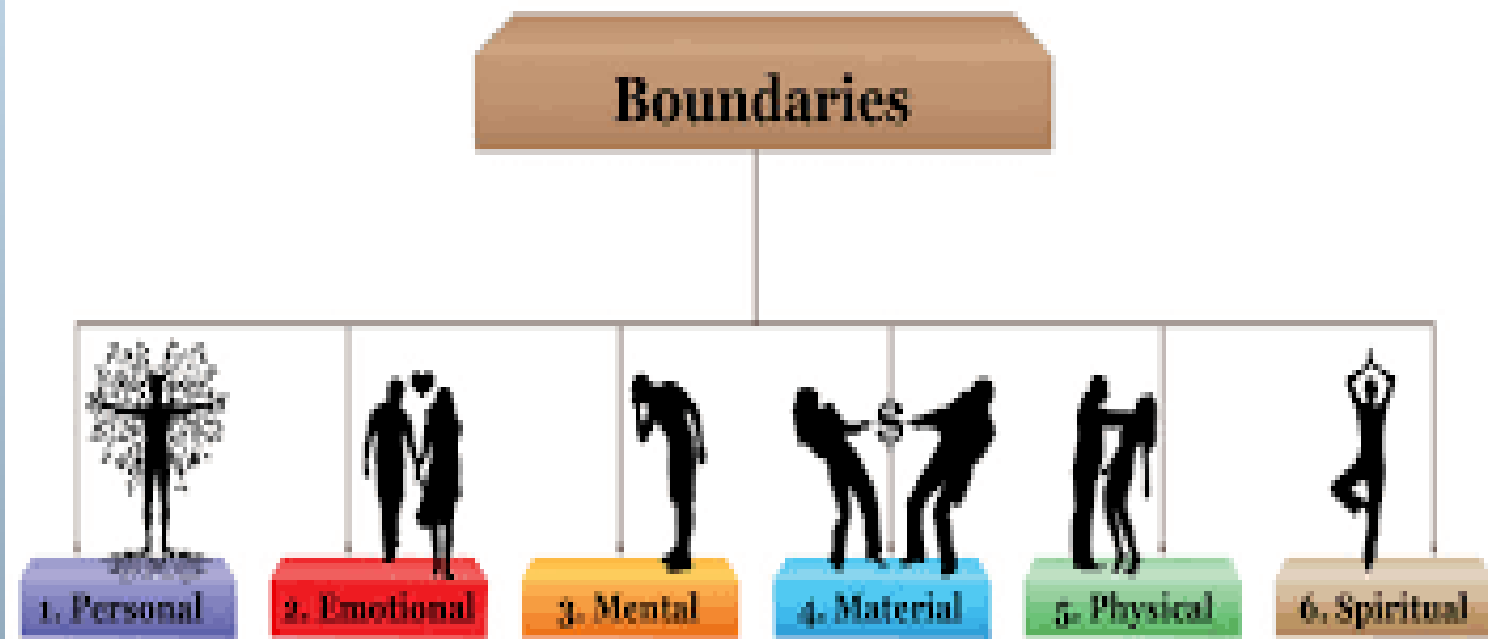 Boundaries
$
1. Personal
2. Emotional
3. Mental
4. Material
5. Physical
6. Spiritual